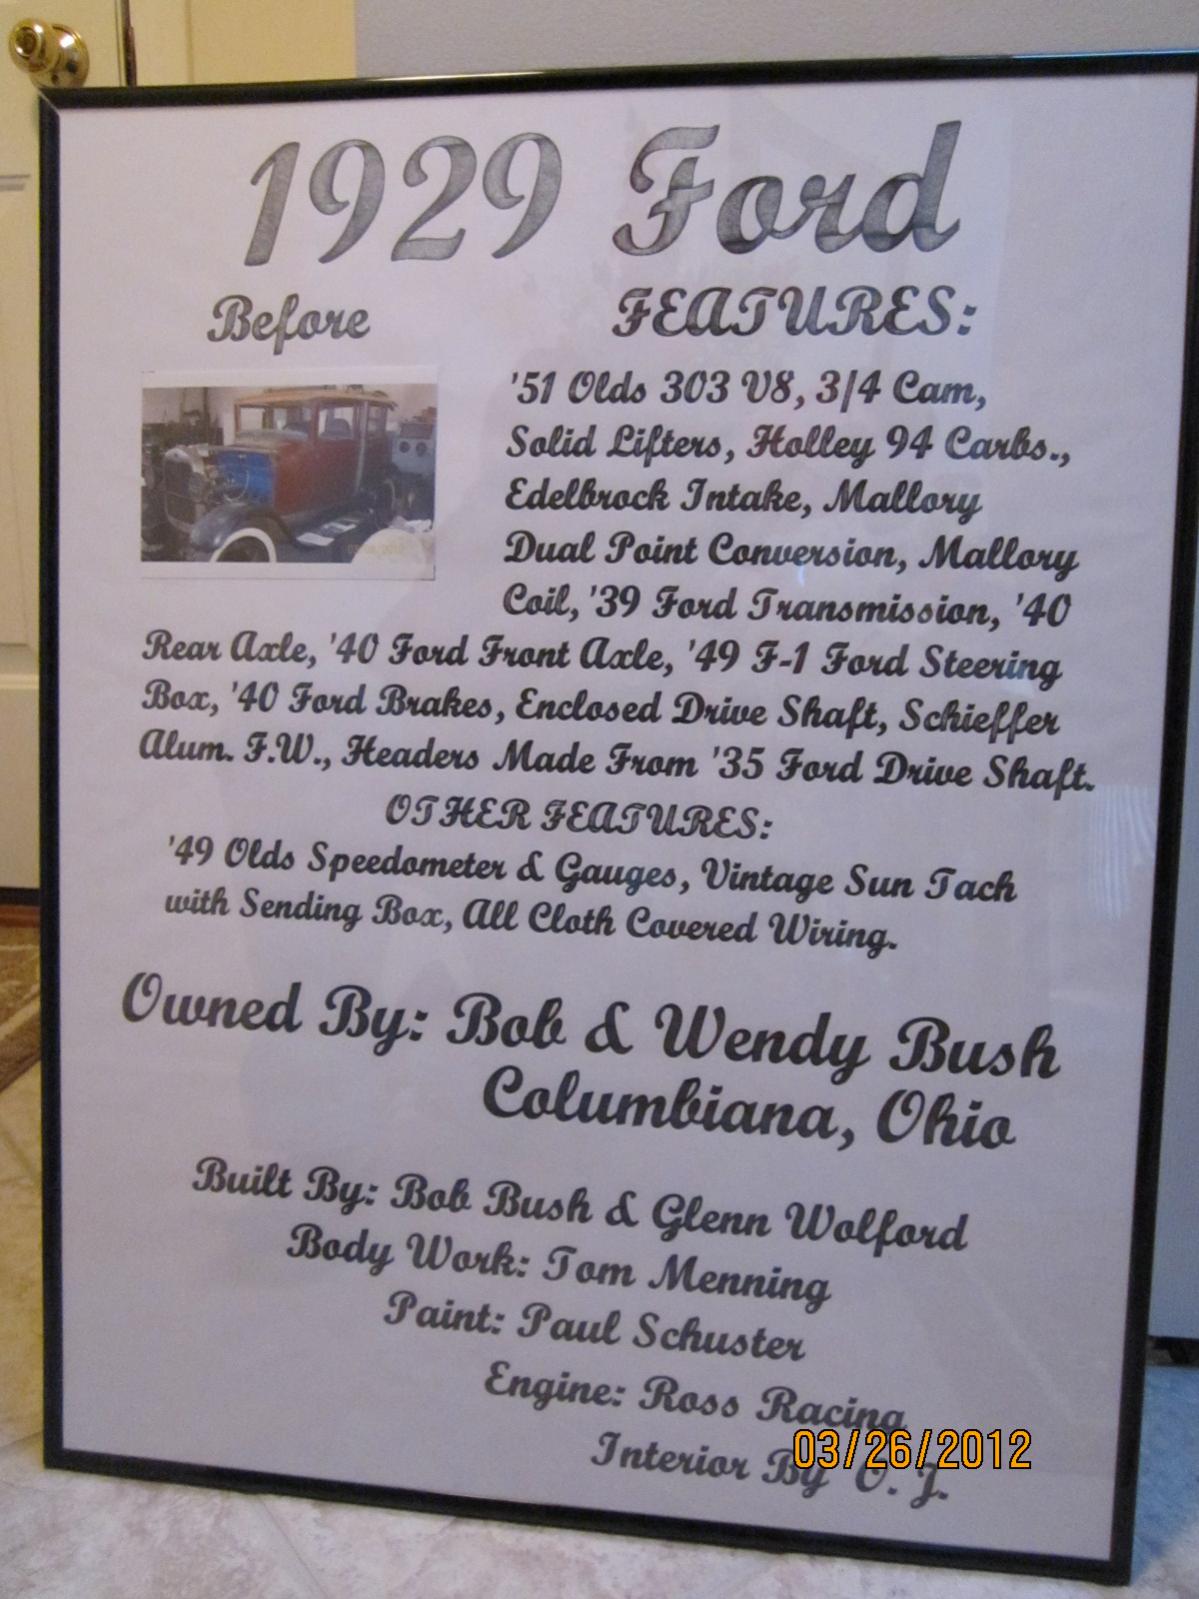 1929 Ford
Before
FEATURES:
'51 Olds 303 V8, 3/4 Cam,
Solid Lifters, Holley 94 Carbs.,
Edelbrock Intake, Mallory
Dual Point Conversion, Mallory
Coil, '39 Ford Transmission, '40
Rear Axle, '40 Ford Front Axle, '49 F-1 Ford Steering
Box, '40 Ford Brakes, Enclosed Drive Shaft, Schieffer
Alum. F.W., Headers Made From '35 Ford Drive Shaft.
OTHER FEATURES:
'49 Olds Speedometer & Gauges, Vintage Sun Tach
with Sending Box, All Cloth Covered Wiring.
Owned By: Bob & Wendy Bush
Columbiana, Ohio
Built By: Bob Bush & Glenn Wolford
Body Work: Tom Menning
Paint: Paul Schuster
Engine: Ross Racing
Interior By O. J.
03/26/2012